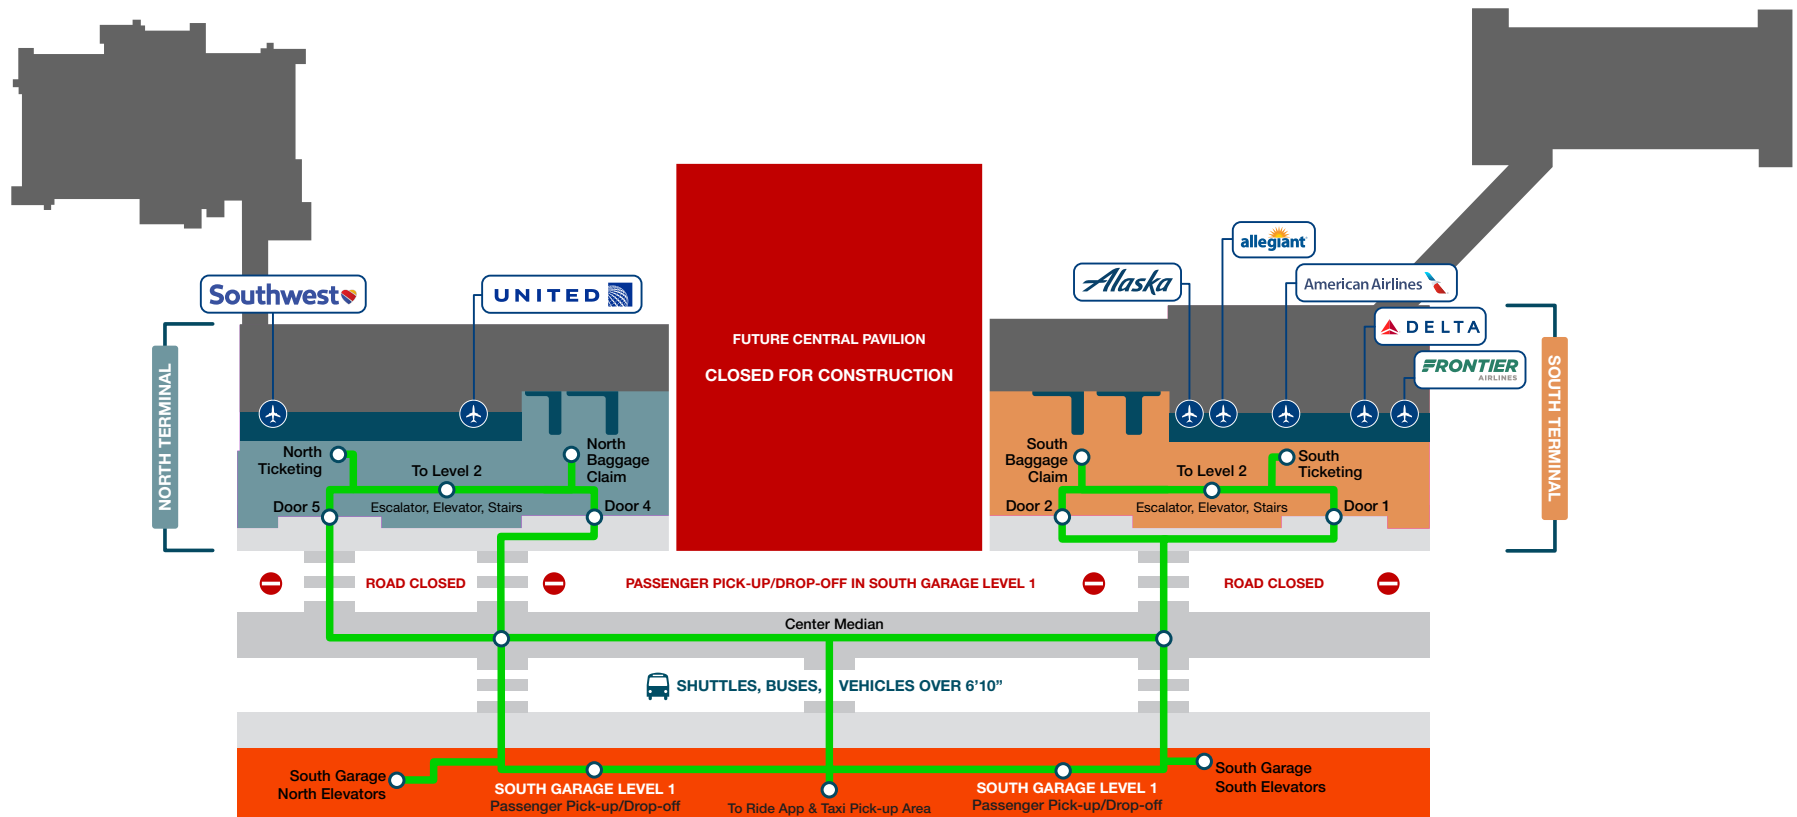 allegiant
Alaska
American Airlines
Southwest
UNITED
DELTA
FRONTIER
AIRLINES
FUTURE CENTRAL PAVILION
CLOSED FOR CONSTRUCTION
NORTH TERMINAL
SOUTH TERMINAL
North
Ticketing
To Level 2
North
Baggage
Claim
Door 5
Escalator, Elevator, Stairs
Door 4
South
Baggage
Claim
To Level 2
South
Ticketing
Door 2
Escalator, Elevator, Stairs
Door 1
ROAD CLOSED
PASSENGER PICK-UP/DROP-OFF IN SOUTH GARAGE LEVEL 1
ROAD CLOSED
Center Median
SHUTTLES, BUSES, VEHICLES OVER 6’10”
South Garage
North Elevators
SOUTH GARAGE LEVEL 1
Passenger Pick-up/Drop-off
To Ride App & Taxi Pick-up Area
SOUTH GARAGE LEVEL 1
Passenger Pick-up/Drop-off
South Garage
South Elevators